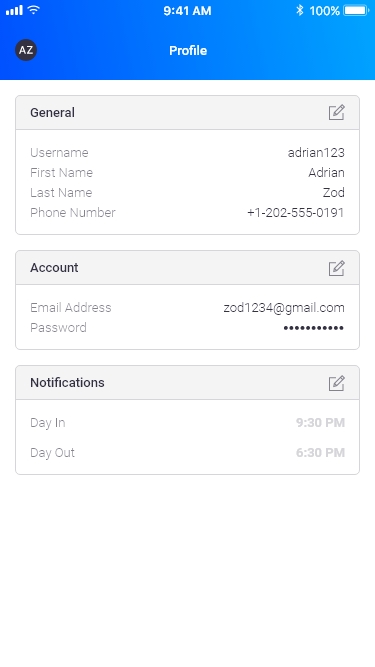 9:41 AM 100%
AZ Profile
General
Username adrian123
First Name Adrian
Last Name Zod
Phone Number +1-202-555-0191
Account
Email Address zod1234@gmail.com
Password •••••••••••
Notifications
Day In 9:30 PM
Day Out 6:30 PM